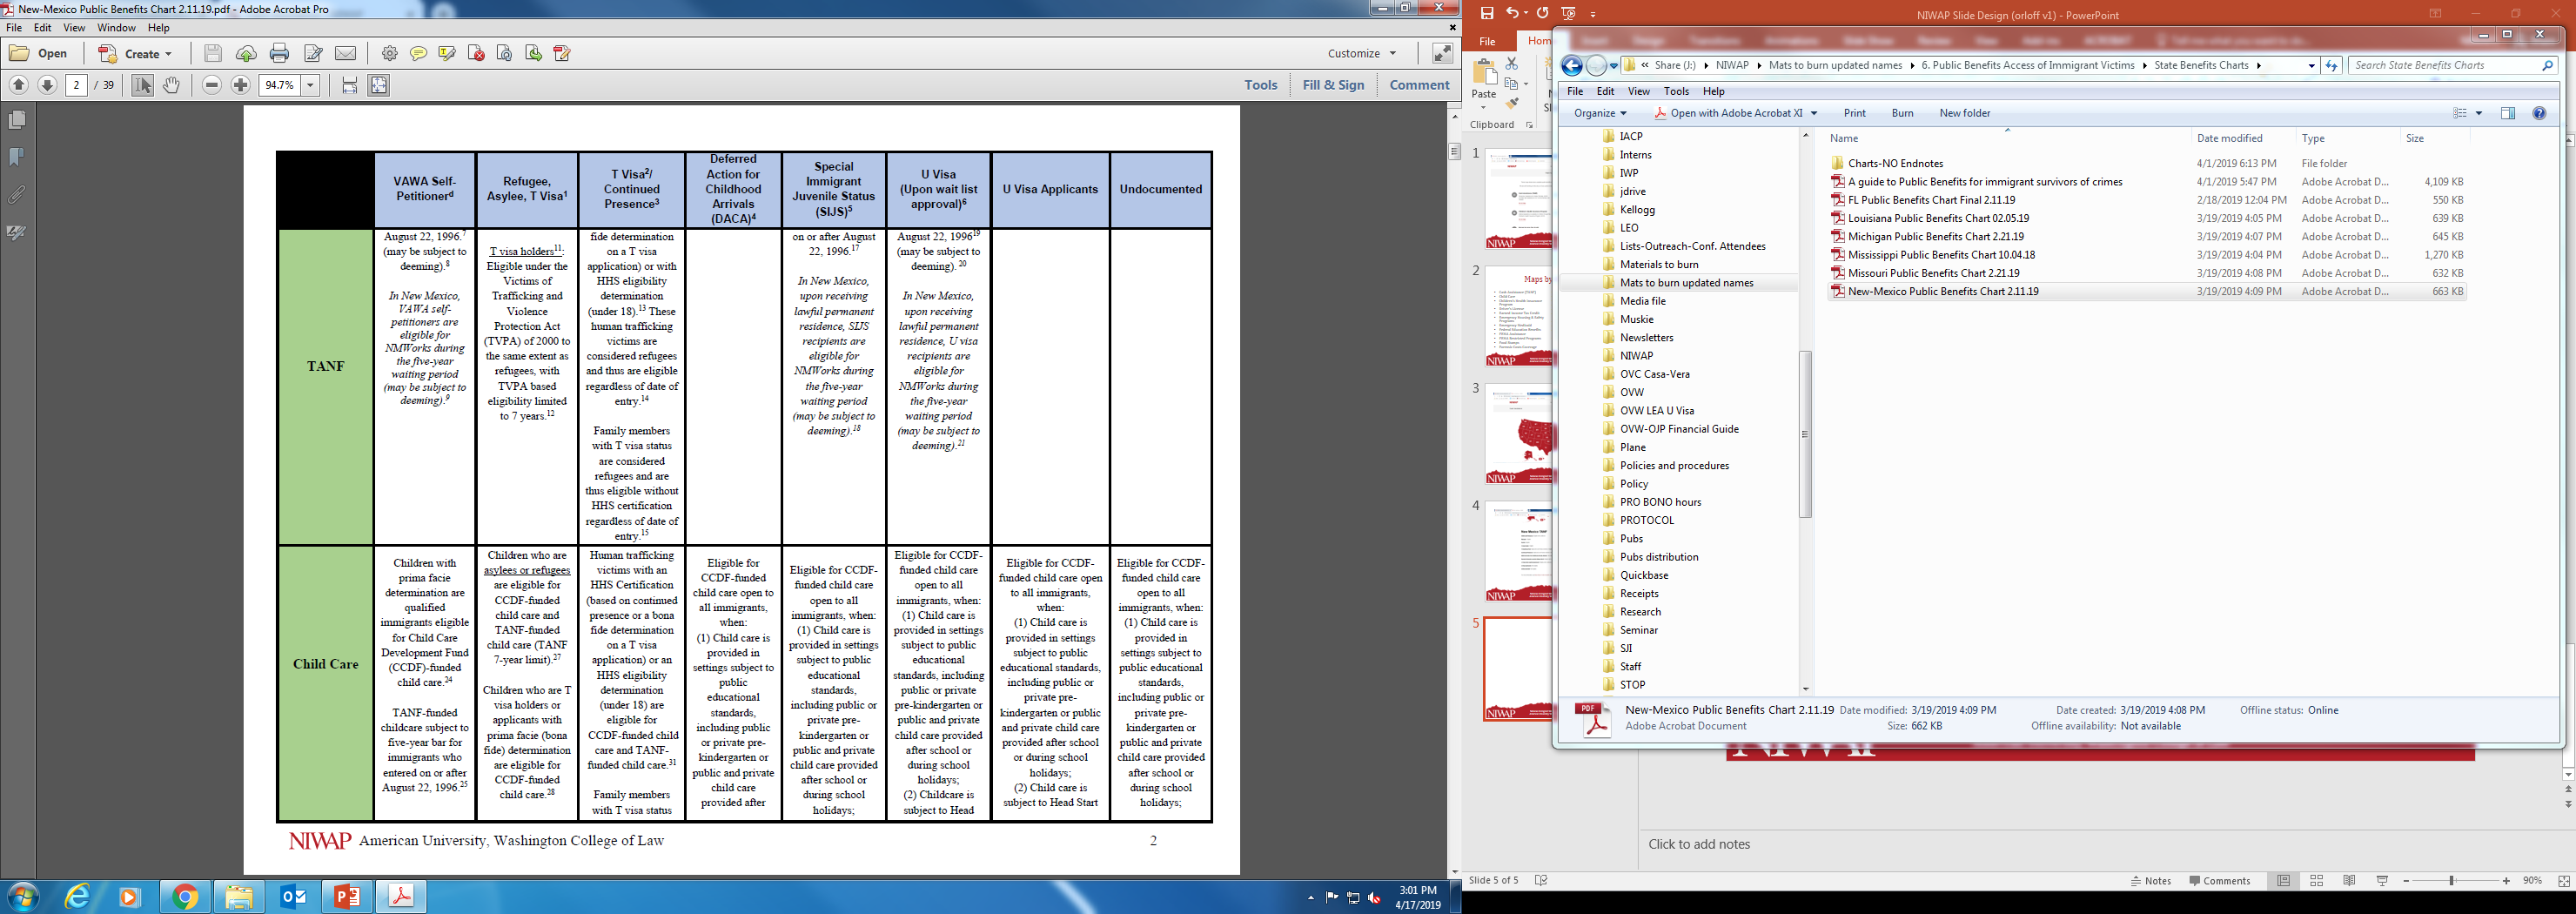 New-Mexico Public Benefits Chart 2.11.19.pdf - Adobe Acrobat Pro
File Edit View Window Help
Open Create Customize
2 / 39 94.7% Tools Fill & Sign Comment
VAWA Self-
Petitionerd
Refugee,
Asylee, T Visa1
T Visa2/
Continued
Presence3
Deferred
Action for
Childhood
Arrivals
(DACA)4
Special
Immigrant
Juvenile Status
(SIJS)5
U Visa
(Upon wait list
approval)6
U Visa Applicants
Undocumented
TANF
August 22, 1996.7
(may be subject to
deeming).8
In New Mexico,
VAWA self-
petitioners are
eligible for
NMWorks during
the five-year
waiting period
(may be subject to
deeming).9
T visa holders11:
Eligible under the
Victims of
Trafficking and
Violence
Protection Act
(TVPA) of 2000 to
the same extent as
refugees, with
TVPA based
eligibility limited
to 7 years.12
fide determination
on a T visa
application) or with
HHS eligibility
determination
(under 18).13 These
human trafficking
victims are
considered refugees
and thus are eligible
regardless of date of
entry.14
Family members
with T visa status
are considered
refugees and are
thus eligible without
HHS certification
regardless of date of
entry.15
on or after August
22, 1996.17
In New Mexico,
upon receiving
lawful permanent
residence, SIJS
recipients are
eligible for
NMWorks during
the five-year
waiting period
(may be subject to
deeming).18
August 22, 199619
(may be subject to
deeming). 20
In New Mexico,
upon receiving
lawful permanent
residence, U visa
recipients are
eligible for
NMWorks during
the five-year
waiting period
(may be subject to
deeming).21
Child Care
Children with
prima facie
determination are
qualified
immigrants eligible
for Child Care
Development Fund
(CCDF)-funded
child care.24
TANF-funded
childcare subject to
five-year bar for
immigrants who
entered on or after
August 22, 1996.25
Children who are
asylees or refugees
are eligible for
CCDF-funded
child care and
TANF-funded
child care (TANF
7-year limit).27
Children who are T
visa holders or
applicants with
prima facie (bona
fide) determination
are eligible for
CCDF-funded
child care.28
Human trafficking
victims with an
HHS Certification
(based on continued
presence or a bona
fide determination
on a T visa
application) or an
HHS eligibility
determination
(under 18) are
eligible for
CCDF-funded child
care and TANF-
funded child care.31
Family members
with T visa status
Eligible for
CCDF-funded
child care open to
all immigrants,
when:
(1) Child care is
provided in
settings subject to
public
educational
standards,
including public
or private pre-
kindergarten or
public and private
child care
provided after
Eligible for CCDF-
funded child care
open to all
immigrants, when:
(1) Child care is
provided in settings
subject to public
educational
standards,
including public or
private pre-
kindergarten or
public and private
child care provided
after school or
during school
holidays;
Eligible for CCDF-
funded child care
open to all
immigrants, when:
(1) Child care is
provided in settings
subject to public
educational
standards, including
public or private
pre-kindergarten or
public and private
child care provided
after school or
during school
holidays;
(2) Childcare is
subject to Head
Eligible for CCDF-
funded child care open
to all immigrants,
when:
(1) Child care is
provided in settings
subject to public
educational standards,
including public or
private pre-
kindergarten or public
and private child care
provided after school
or during school
holidays;
(2) Child care is
subject to Head Start
Eligible for CCDF-
funded child care
open to all
immigrants, when:
(1) Child care is
provided in
settings subject to
public educational
standards,
including public or
private pre-
kindergarten or
public and private
child care provided
after school or
during school
holidays;
NIWAP American University, Washington College of Law 2
3:01 PM
4/17/2019
NIWAP Slide Design (orloff v1) - PowerPoint
File Home
Paste
Clipboard
1
2
3
4
5
Maps by
NIWAP
Share (J:) NIWAP Mats to burn updated names 6. Public Benefits Access of Immigrant Victims State Benefits Charts Search State Benefits Charts
File Edit View Tools Help
Organize Open with Adobe Acrobat XI Print Burn New folder
IACP
Interns
IWP
jdrive
Kellogg
LEO
Lists-Outreach-Conf. Attendees
Materials to burn
Mats to burn updated names
Media file
Muskie
Newsletters
NIWAP
OVC Casa-Vera
OVW
OVW LEA U Visa
OVW-OJP Financial Guide
Plane
Policies and procedures
Policy
PRO BONO hours
PROTOCOL
Pubs
Pubs distribution
Quickbase
Receipts
Research
Seminar
SJI
Staff
STOP
Name Date modified Type Size
Charts-NO Endnotes 4/1/2019 6:13 PM File folder
A guide to Public Benefits for immigrant survivors of crimes 4/1/2019 5:47 PM Adobe Acrobat D... 4,109 KB
FL Public Benefits Chart Final 2.11.19 2/18/2019 12:04 PM Adobe Acrobat D... 550 KB
Louisiana Public Benefits Chart 02.05.19 3/19/2019 4:05 PM Adobe Acrobat D... 639 KB
Michigan Public Benefits Chart 2.21.19 3/19/2019 4:07 PM Adobe Acrobat D... 645 KB
Mississippi Public Benefits Chart 10.04.18 3/19/2019 4:04 PM Adobe Acrobat D... 1,270 KB
Missouri Public Benefits Chart 2.21.19 3/19/2019 4:08 PM Adobe Acrobat D... 632 KB
New-Mexico Public Benefits Chart 2.11.19 3/19/2019 4:09 PM Adobe Acrobat D... 663 KB
New-Mexico Public Benefits Chart 2.11.19 Date modified: 3/19/2019 4:09 PM Date created: 3/19/2019 4:08 PM Offline status: Online
Adobe Acrobat Document Size: 662 KB Offline availability: Not available
Click to add notes
Slide 5 of 5 Notes Comments 90%